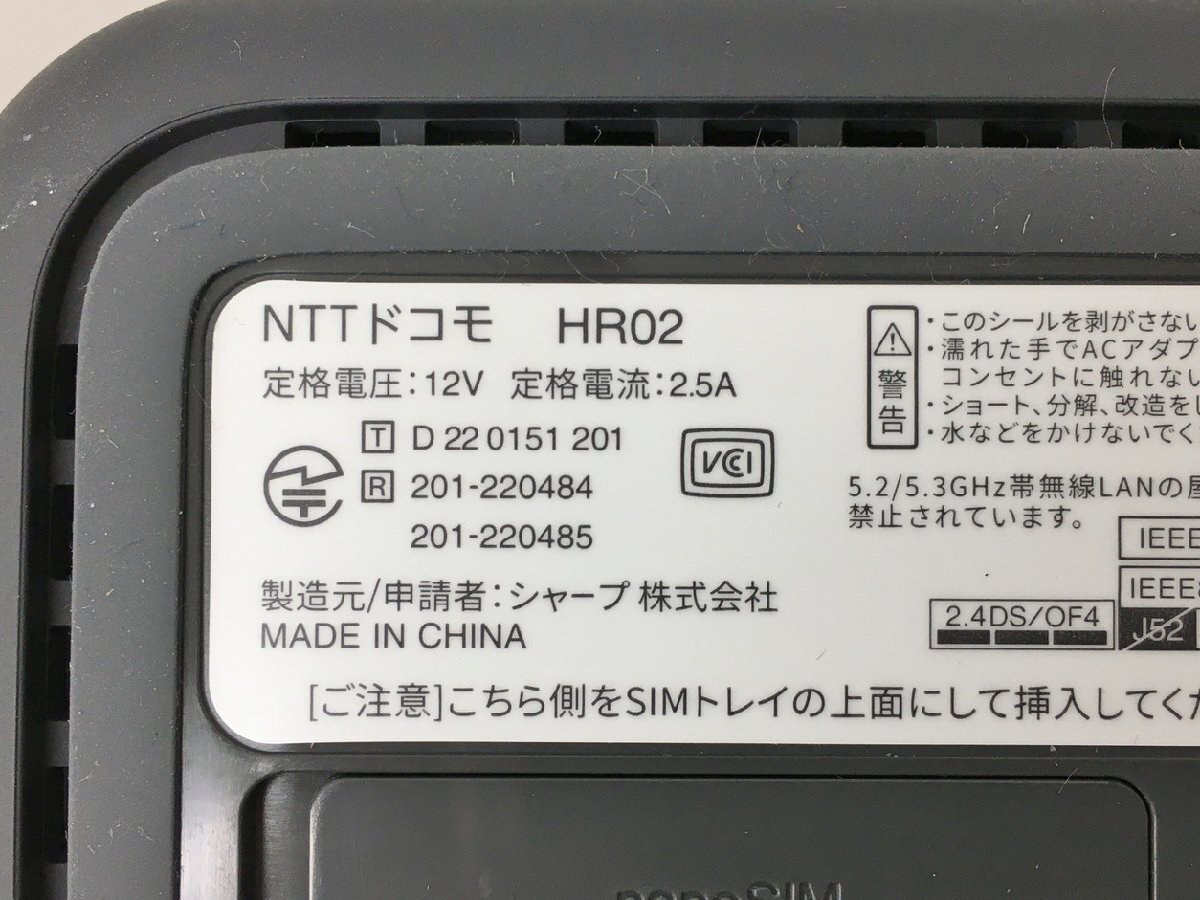 NTTドコモ HR02
定格電圧:12V 定格電流:2.5A
T D 22 0151 201
R 201-220484
201-220485
VCCI
製造元/申請者:シャープ 株式会社
MADE IN CHINA
警告
・このシールを剥がさない
・濡れた手でACアダプ
コンセントに触れない
・ショート、分解、改造をし
・水などをかけないでく
5.2/5.3GHz帯無線LANの屋
禁止されています。
IEEE
IEEE8
2.4DS/OF4
J52
[ご注意]こちら側をSIMトレイの上面にして挿入してくだ
nanoSIM